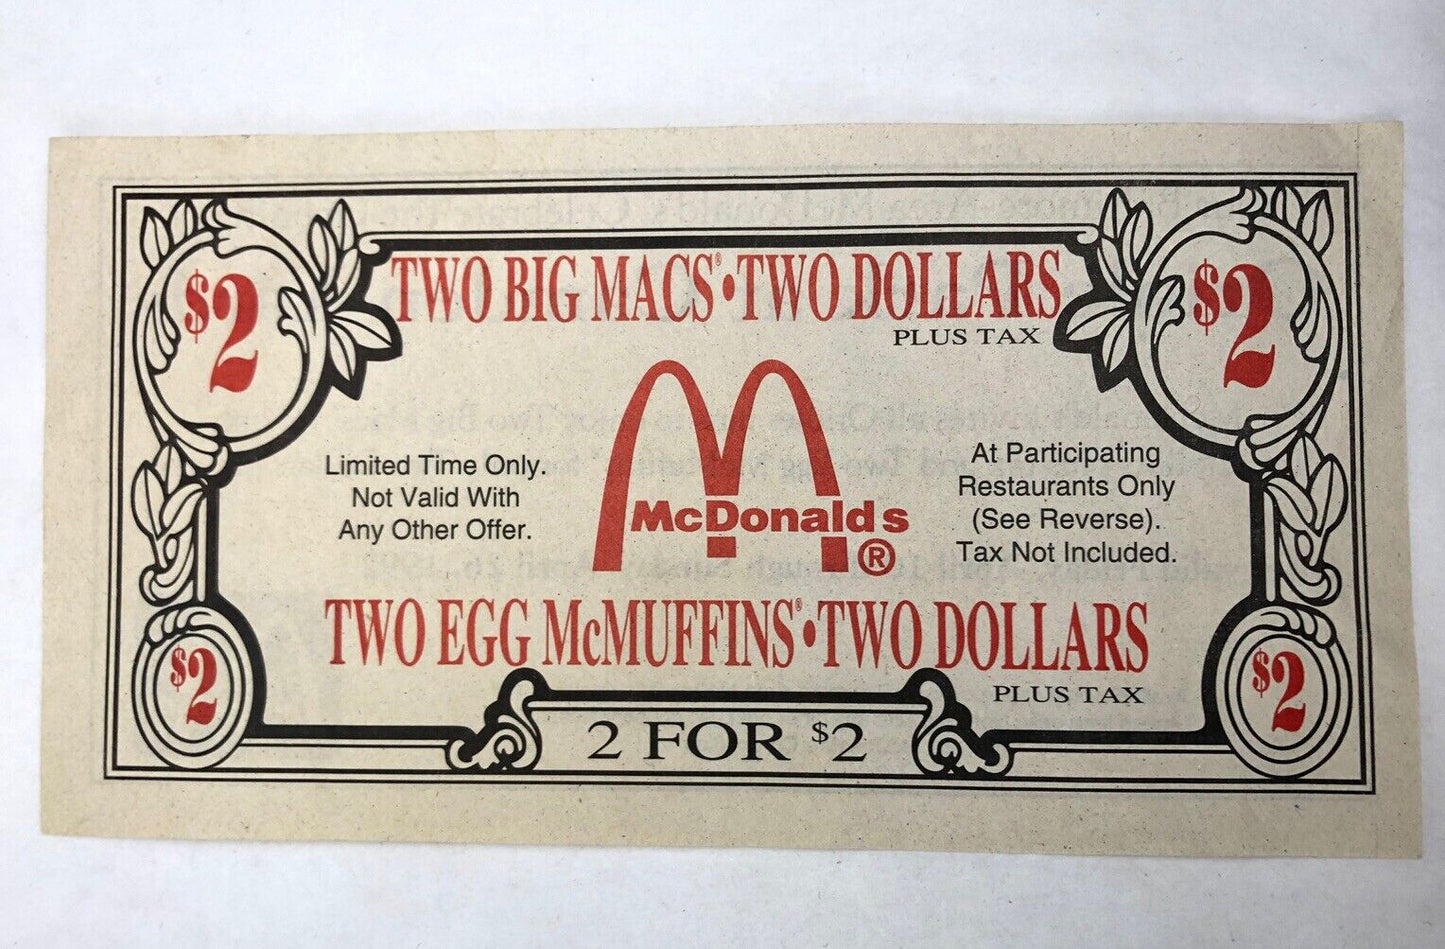 $2
$2
TWO BIG MACS® • TWO DOLLARS
PLUS TAX
Limited Time Only.
Not Valid With
Any Other Offer.
McDonald's
®
At Participating
Restaurants Only
(See Reverse).
Tax Not Included.
TWO EGG McMUFFINS® • TWO DOLLARS
PLUS TAX
$2
$2
2 FOR $2